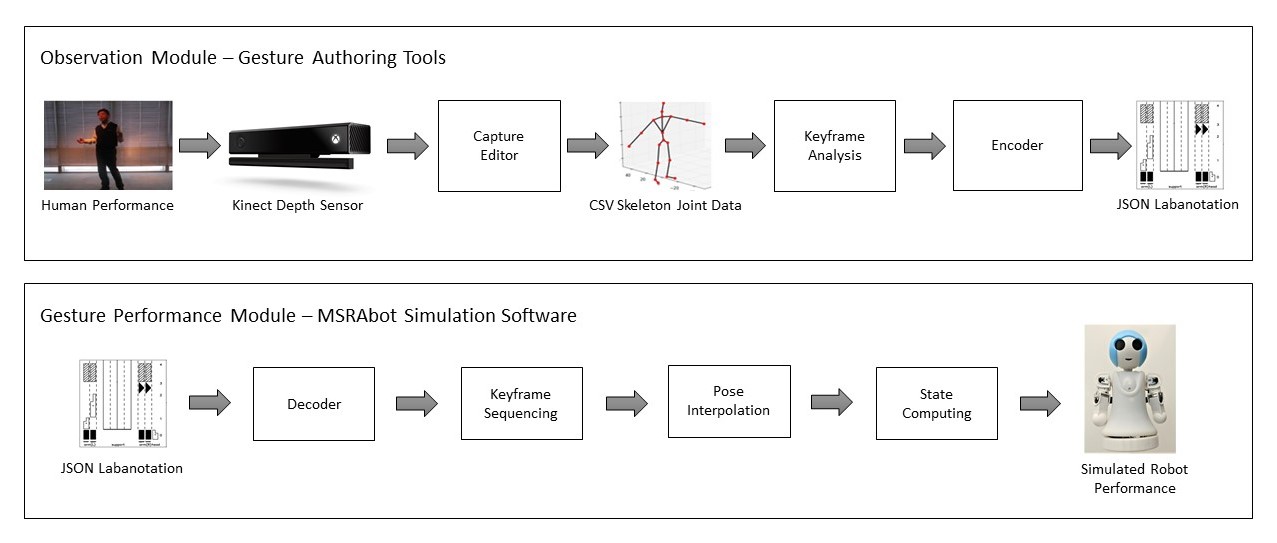 Observation Module – Gesture Authoring Tools
Capture
Editor
Keyframe
Analysis
Encoder
Human Performance
Kinect Depth Sensor
CSV Skeleton Joint Data
JSON Labanotation
Gesture Performance Module – MSRAbot Simulation Software
Decoder
Keyframe
Sequencing
Pose
Interpolation
State
Computing
JSON Labanotation
Simulated Robot
Performance